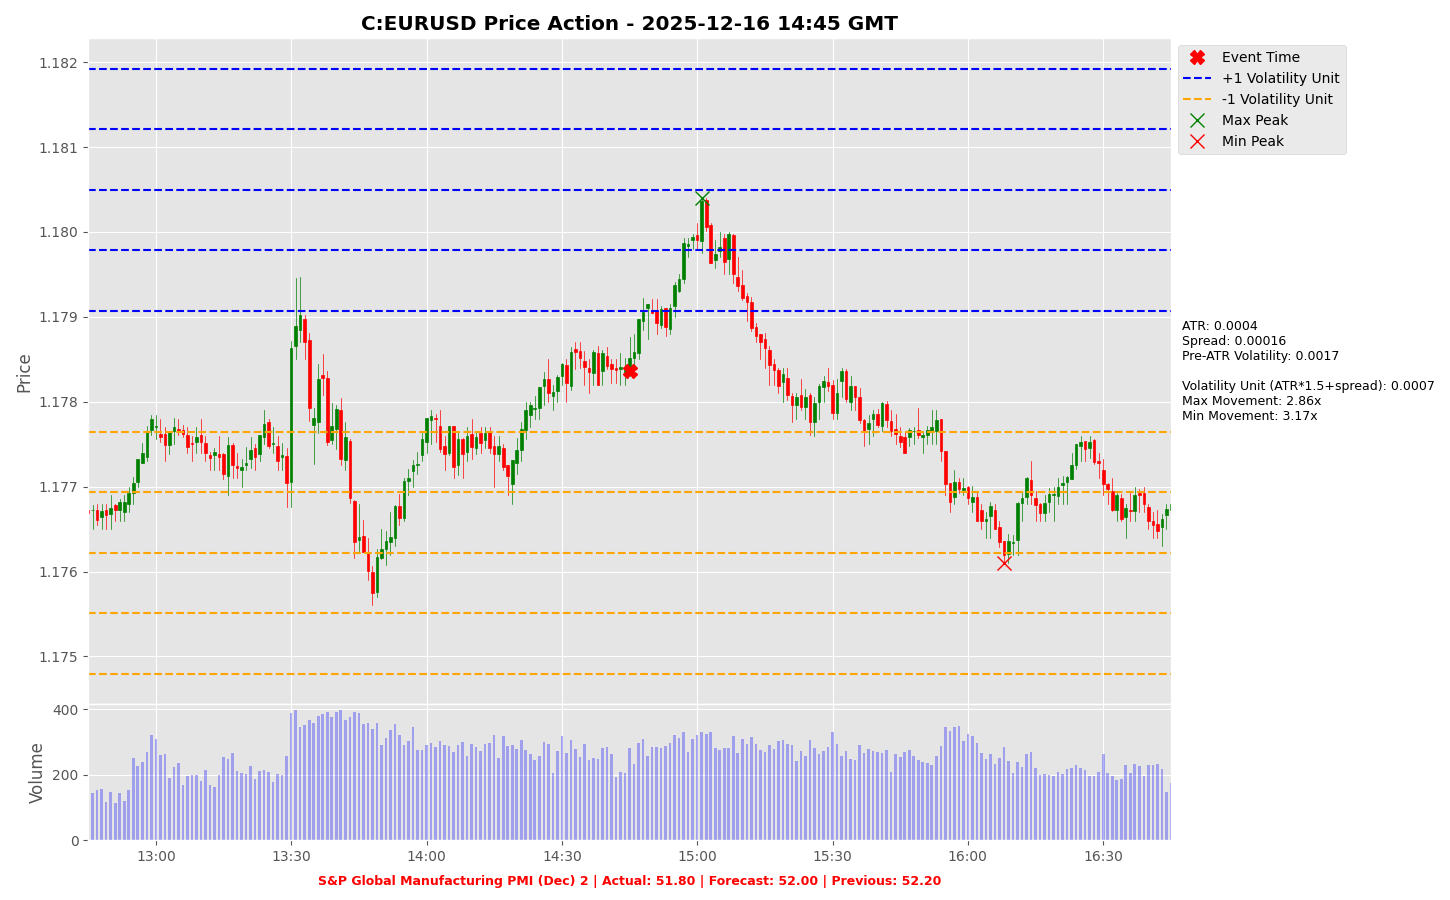 C:EURUSD Price Action - 2025-12-16 14:45 GMT
Event Time
+1 Volatility Unit
-1 Volatility Unit
Max Peak
Min Peak
Price
1.182
1.181
1.180
1.179
1.178
1.177
1.176
1.175
ATR: 0.0004
Spread: 0.00016
Pre-ATR Volatility: 0.0017
Volatility Unit (ATR*1.5+spread): 0.0007
Max Movement: 2.86x
Min Movement: 3.17x
Volume
400
200
0
13:00 13:30 14:00 14:30 15:00 15:30 16:00 16:30
S&P Global Manufacturing PMI (Dec) 2 | Actual: 51.80 | Forecast: 52.00 | Previous: 52.20